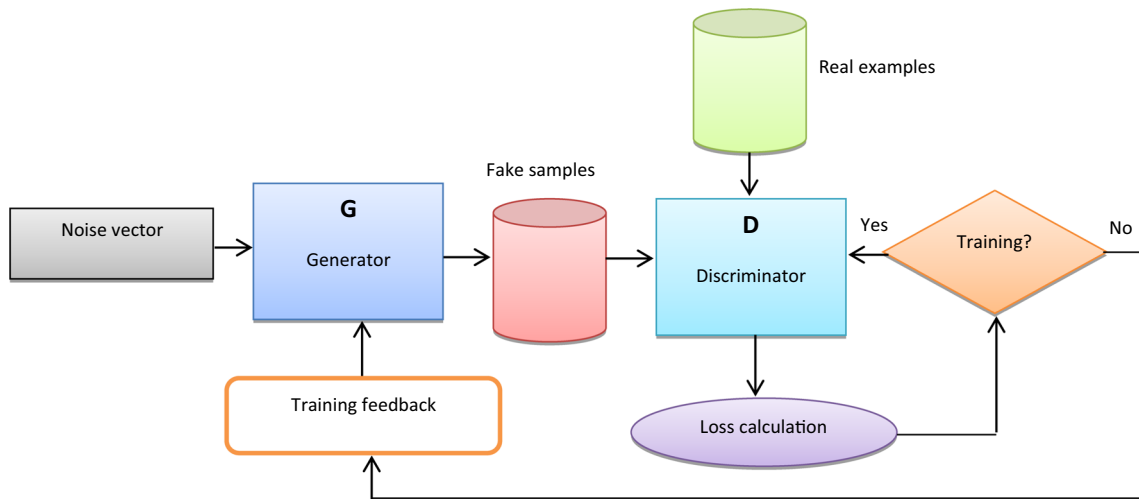 Real examples
Fake samples
Noise vector
G
Generator
D
Discriminator
Yes
Training?
No
Training feedback
Loss calculation